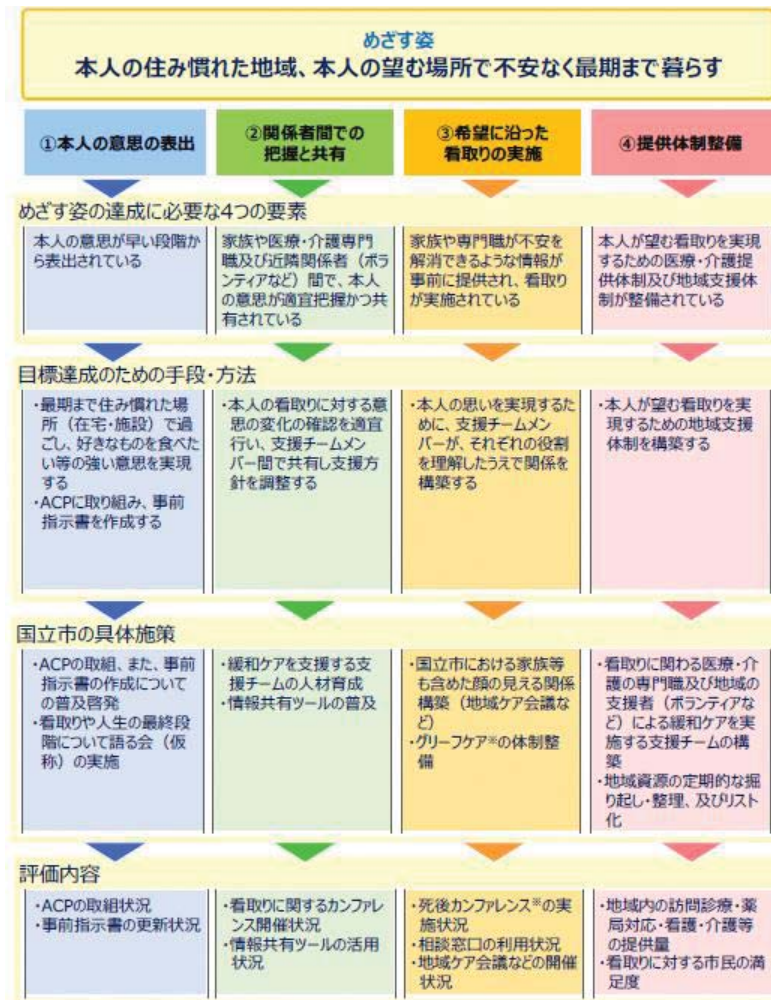 めざす姿
本人の住み慣れた地域、本人の望む場所で不安なく最期まで暮らす
①本人の意思の表出
②関係者間での
把握と共有
③希望に沿った
看取りの実施
④提供体制整備
めざす姿の達成に必要な4つの要素
本人の意思が早い段階か
ら表出されている
家族や医療・介護専門
職及び近隣関係者（ボラ
ンティアなど）間で、本人
の意思が適宜把握かつ共
有されている
家族や専門職が不安を
解消できるような情報が
事前に提供され、看取り
が実施されている
本人が望む看取りを実現
するための医療・介護提
供体制及び地域支援体
制が整備されている
目標達成のための手段・方法
・最期まで住み慣れた場
所（在宅・施設）で過
ごし、好きなものを食べた
い等の強い意思を実現
する
・ACPに取り組み、事前
指示書を作成する
・本人の看取りに対する意
思の変化の確認を適宜
行い、支援チームメン
バー間で共有し支援方
針を調整する
・本人の思いを実現するた
めに、支援チームメン
バーが、それぞれの役割
を理解したうえで関係を
構築する
・本人が望む看取りを実
現するための地域支援
体制を構築する
国立市の具体施策
・ACPの取組、また、事前
指示書の作成について
の普及啓発
・看取りや人生の最終段
階について語る会（仮
称）の実施
・緩和ケアを支援する支
援チームの人材育成
・情報共有ツールの普及
・国立市における家族等
も含めた顔の見える関係
構築（地域ケア会議な
ど）
・グリーフケア※の体制整
備
・看取りに関わる医療・介
護の専門職及び地域の
支援者（ボランティアな
ど）による緩和ケアを実
施する支援チームの構
築
・地域資源の定期的な掘
り起し・整理、及びリスト
化
評価内容
・ACPの取組状況
・事前指示書の更新状況
・看取りに関するカンファレ
ンス開催状況
・情報共有ツールの活用
状況
・死後カンファレンス※の実
施状況
・相談窓口の利用状況
・地域ケア会議などの開催
状況
・地域内の訪問診療・薬
局対応・看護・介護等
の提供量
・看取りに対する市民の満
足度